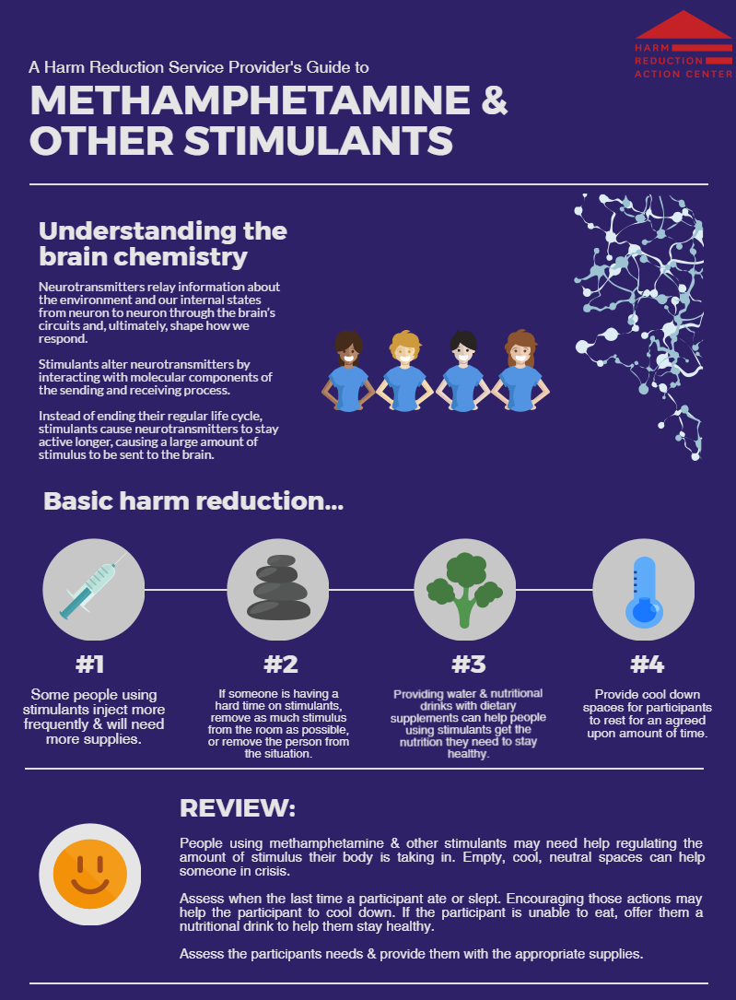 HARM
REDUCTION
ACTION CENTER
A Harm Reduction Service Provider's Guide to
METHAMPHETAMINE &
OTHER STIMULANTS
Understanding the
brain chemistry
Neurotransmitters relay information about
the environment and our internal states
from neuron to neuron through the brain's
circuits and, ultimately, shape how we
respond.
Stimulants alter neurotransmitters by
interacting with molecular components of
the sending and receiving process.
Instead of ending their regular life cycle,
stimulants cause neurotransmitters to stay
active longer, causing a large amount of
stimulus to be sent to the brain.
Basic harm reduction...
#1
Some people using
stimulants inject more
frequently & will need
more supplies.
#2
If someone is having a
hard time on stimulants,
remove as much stimulus
from the room as possible,
or remove the person from
the situation.
#3
Providing water & nutritional
drinks with dietary
supplements can help people
using stimulants get the
nutrition they need to stay
healthy.
#4
Provide cool down
spaces for participants
to rest for an agreed
upon amount of time.
REVIEW:
People using methamphetamine & other stimulants may need help regulating the
amount of stimulus their body is taking in. Empty, cool, neutral spaces can help
someone in crisis.
Assess when the last time a participant ate or slept. Encouraging those actions may
help the participant to cool down. If the participant is unable to eat, offer them a
nutritional drink to help them stay healthy.
Assess the participants needs & provide them with the appropriate supplies.